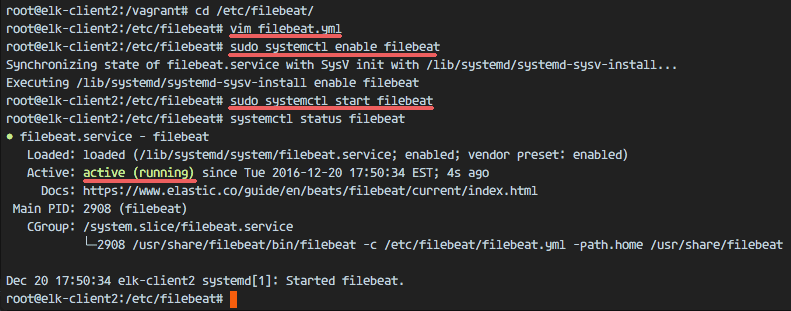 root@elk-client2:/vagrant# cd /etc/filebeat/
root@elk-client2:/etc/filebeat# vim filebeat.yml
root@elk-client2:/etc/filebeat# sudo systemctl enable filebeat
Synchronizing state of filebeat.service with SysV init with /lib/systemd/systemd-sysv-install...
Executing /lib/systemd/systemd-sysv-install enable filebeat
root@elk-client2:/etc/filebeat# sudo systemctl start filebeat
root@elk-client2:/etc/filebeat# systemctl status filebeat
● filebeat.service - filebeat
   Loaded: loaded (/lib/systemd/system/filebeat.service; enabled; vendor preset: enabled)
   Active: active (running) since Tue 2016-12-20 17:50:34 EST; 4s ago
     Docs: https://www.elastic.co/guide/en/beats/filebeat/current/index.html
 Main PID: 2908 (filebeat)
   CGroup: /system.slice/filebeat.service
           └─2908 /usr/share/filebeat/bin/filebeat -c /etc/filebeat/filebeat.yml -path.home /usr/share/filebeat
Dec 20 17:50:34 elk-client2 systemd[1]: Started filebeat.
root@elk-client2:/etc/filebeat#